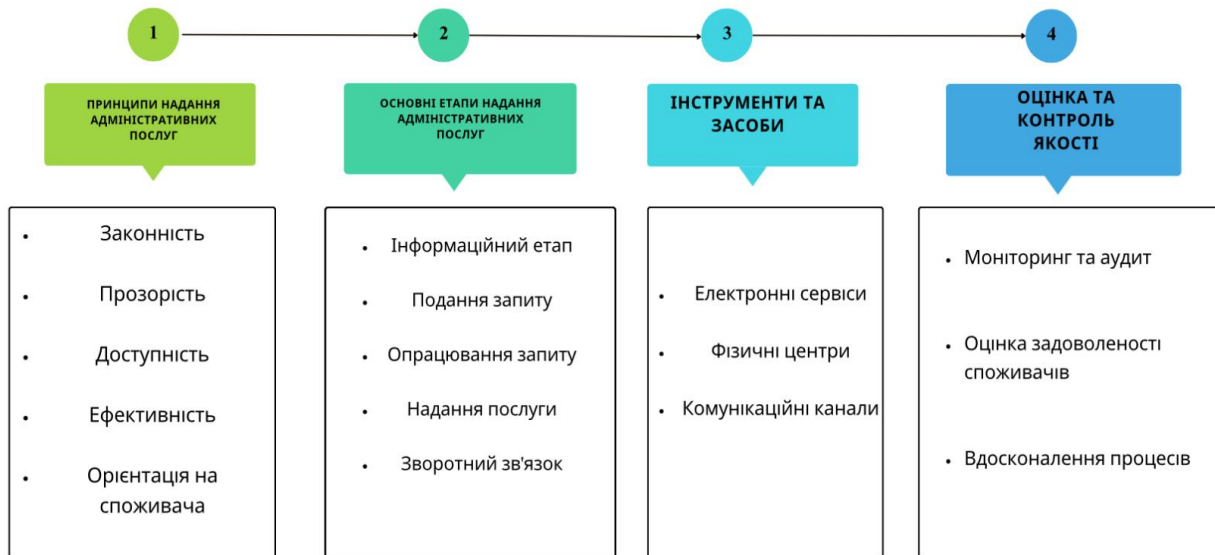 1
2
3
4
ПРИНЦИПИ НАДАННЯ
АДМІНІСТРАТИВНИХ
ПОСЛУГ
ОСНОВНІ ЕТАПИ НАДАННЯ
АДМІНІСТРАТИВНИХ
ПОСЛУГ
ІНСТРУМЕНТИ ТА
ЗАСОБИ
ОЦІНКА ТА
КОНТРОЛЬ
ЯКОСТІ
• Законність
• Прозорість
• Доступність
• Ефективність
• Орієнтація на
споживача
• Інформаційний етап
• Подання запиту
• Опрацювання запиту
• Надання послуги
• Зворотний зв'язок
• Електронні сервіси
• Фізичні центри
• Комунікаційні канали
• Моніторинг та аудит
• Оцінка задоволеності
споживачів
• Вдосконалення процесів